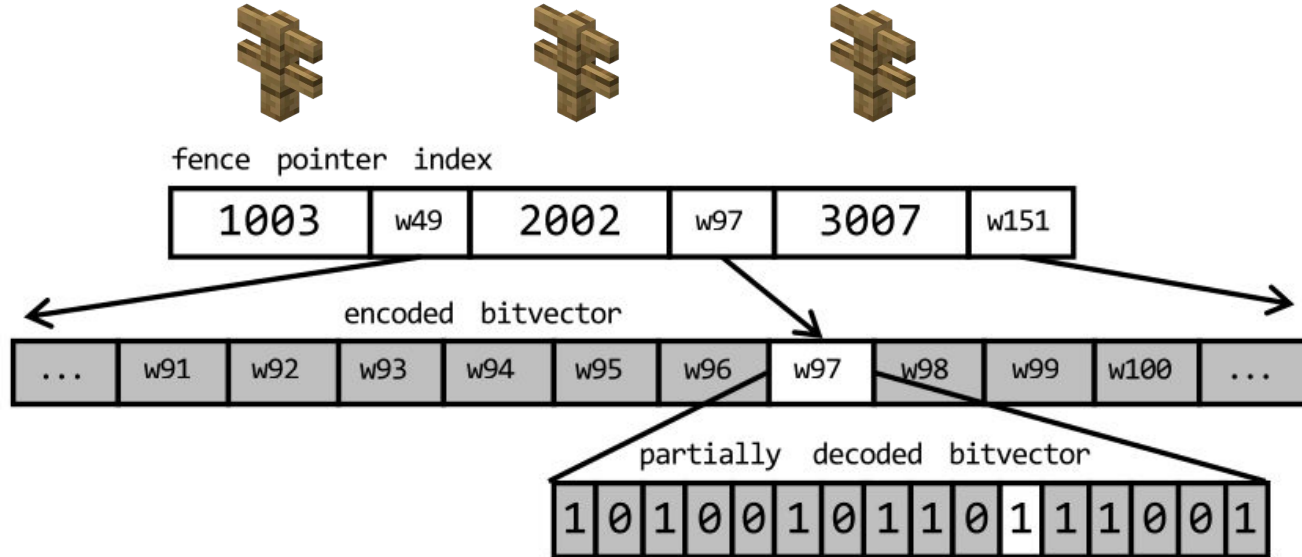 fence pointer index
1003 w49 2002 w97 3007 w151
encoded bitvector
... w91 w92 w93 w94 w95 w96 w97 w98 w99 w100 ...
partially decoded bitvector
1 0 1 0 0 1 0 1 1 0 1 1 1 0 0 1